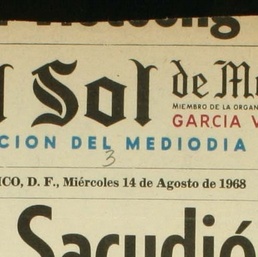 l Sol de M
MIEMBRO DE LA ORGAN
GARCIA V
CION DEL MEDIODIA
3
ICO, D. F., Miércoles 14 de Agosto de 1968
Sacudió